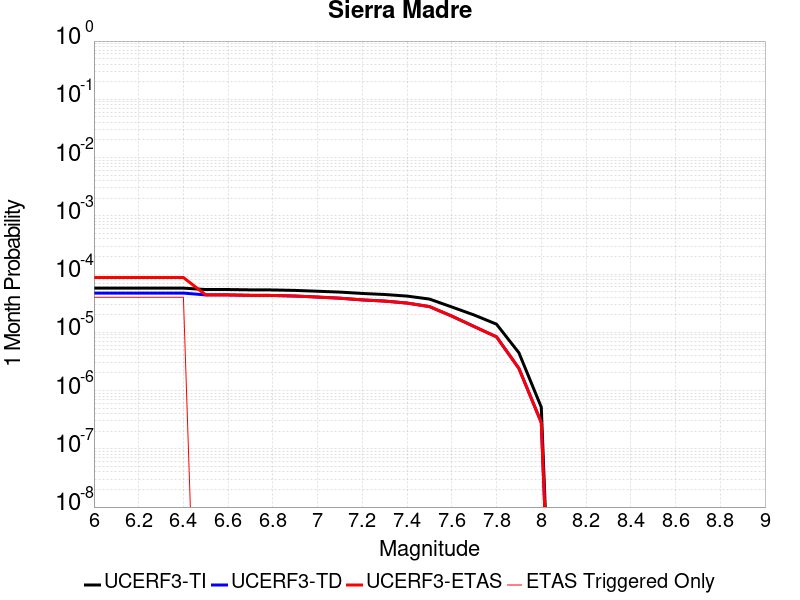 Sierra Madre
1 Month Probability
10^0
10^-1
10^-2
10^-3
10^-4
10^-5
10^-6
10^-7
10^-8
6 6.2 6.4 6.6 6.8 7 7.2 7.4 7.6 7.8 8 8.2 8.4 8.6 8.8 9
Magnitude
UCERF3-TI UCERF3-TD UCERF3-ETAS ETAS Triggered Only